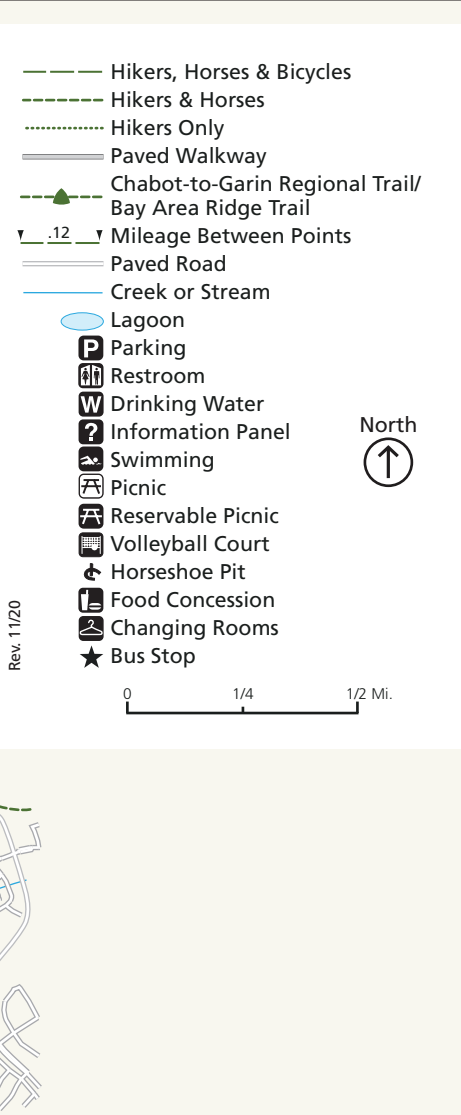 Hikers, Horses & Bicycles
Hikers & Horses
Hikers Only
Paved Walkway
Chabot-to-Garin Regional Trail/
Bay Area Ridge Trail
.12 Mileage Between Points
Paved Road
Creek or Stream
Lagoon
P Parking
Restroom
W Drinking Water
? Information Panel
North
Swimming
Picnic
Reservable Picnic
Volleyball Court
Horseshoe Pit
Food Concession
Changing Rooms
Bus Stop
Rev. 11/20
0 1/4 1/2 Mi.